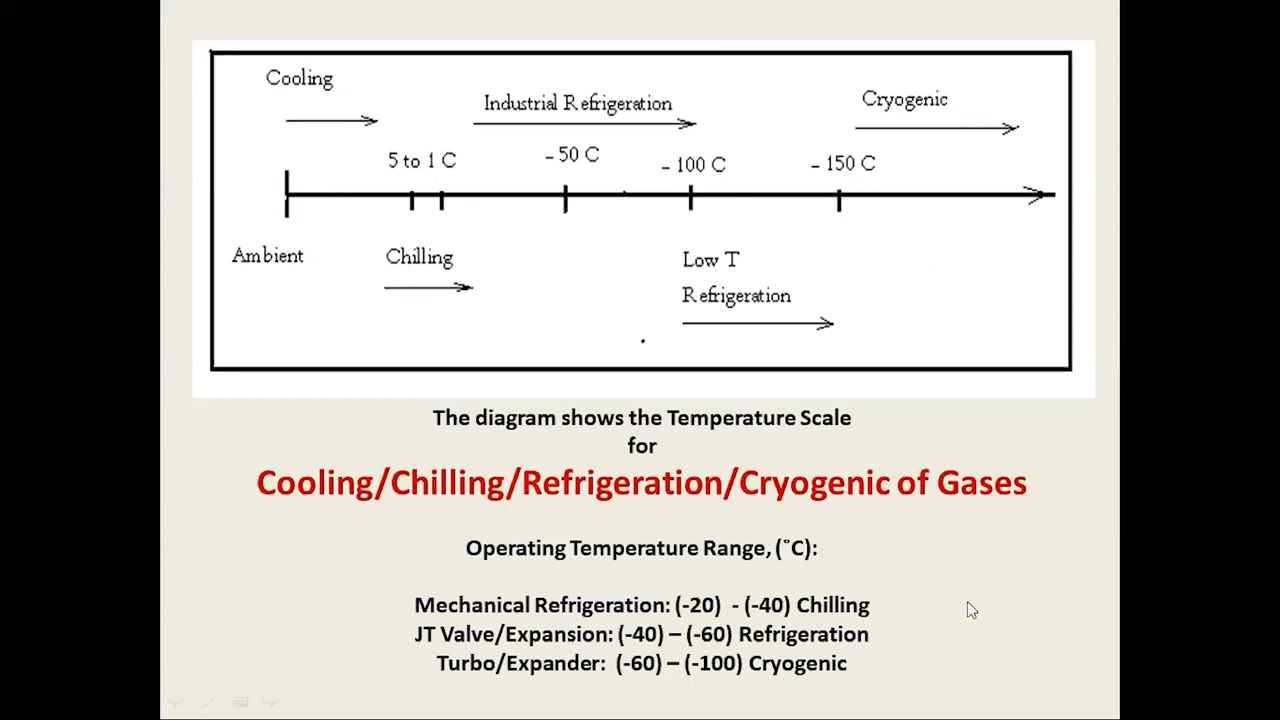 Cooling
Industrial Refrigeration
Cryogenic
5 to 1 C
– 50 C
– 100 C
– 150 C
Ambient
Chilling
Low T
Refrigeration
The diagram shows the Temperature Scale
for
Cooling/Chilling/Refrigeration/Cryogenic of Gases
Operating Temperature Range, (˚C):
Mechanical Refrigeration: (-20)  - (-40) Chilling
JT Valve/Expansion: (-40) – (-60) Refrigeration
Turbo/Expander:  (-60) – (-100) Cryogenic